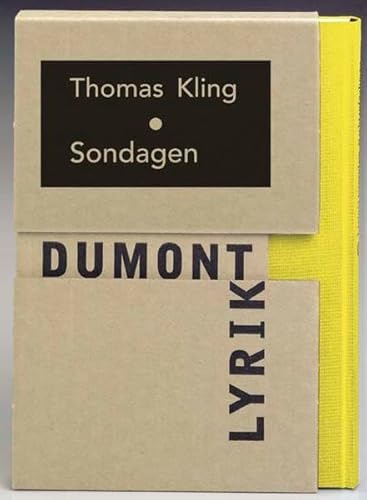 Thomas Kling
•
Sondagen
DUMONT
LYRIK